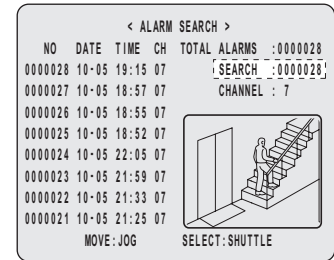 < ALARM SEARCH >
NO DATE TIME CH TOTAL ALARMS :0000028
0000028 10-05 19:15 07 SEARCH :0000028
0000027 10-05 18:57 07 CHANNEL : 7
0000026 10-05 18:55 07
0000025 10-05 18:52 07
0000024 10-05 22:05 07
0000023 10-05 21:59 07
0000022 10-05 21:33 07
0000021 10-05 21:25 07
MOVE:JOG SELECT:SHUTTLE